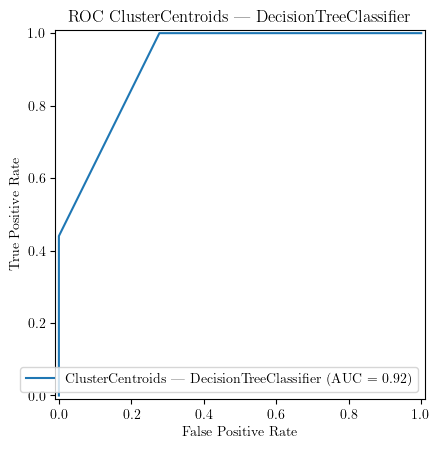 ROC ClusterCentroids — DecisionTreeClassifier
1.0
0.8
0.6
0.4
0.2
0.0
True Positive Rate
ClusterCentroids — DecisionTreeClassifier (AUC = 0.92)
0.0 0.2 0.4 0.6 0.8 1.0
False Positive Rate